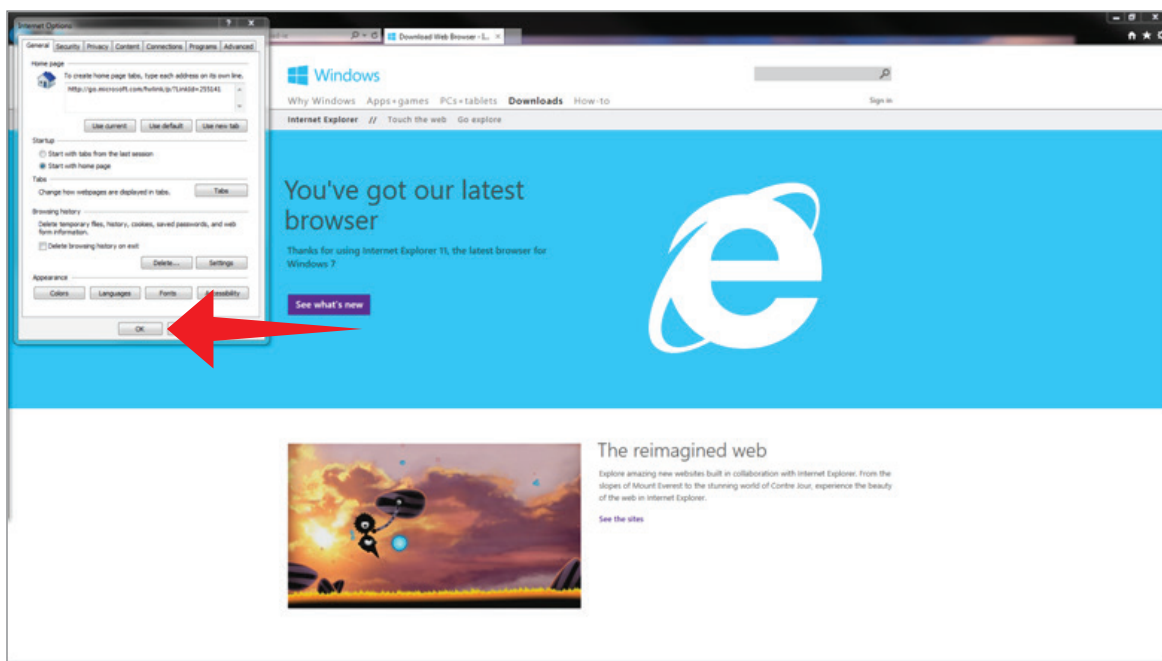 Internet Options
General Security Privacy Content Connections Programs Advanced
Home page
To create home page tabs, type each address on its own line.
http://go.microsoft.com/fwlink/p/?LinkId=255141
Use current Use default Use new tab
Startup
Start with tabs from the last session
Start with home page
Tabs
Change how webpages are displayed in tabs. Tabs
Browsing history
Delete temporary files, history, cookies, saved passwords, and web
form information.
Delete browsing history on exit
Delete... Settings
Appearance
Colors Languages Fonts Accessibility
OK
Download Web Browser - I...
Windows
Why Windows Apps+games PCs+tablets Downloads How-to
Sign in
Internet Explorer // Touch the web Go explore
You've got our latest
browser
Thanks for using Internet Explorer 11, the latest browser for
Windows 7
See what's new
The reimagined web
Explore amazing new websites built in collaboration with Internet Explorer. From the
slopes of Mount Everest to the stunning world of Contre Jour, experience the beauty
of the web in Internet Explorer.
See the sites